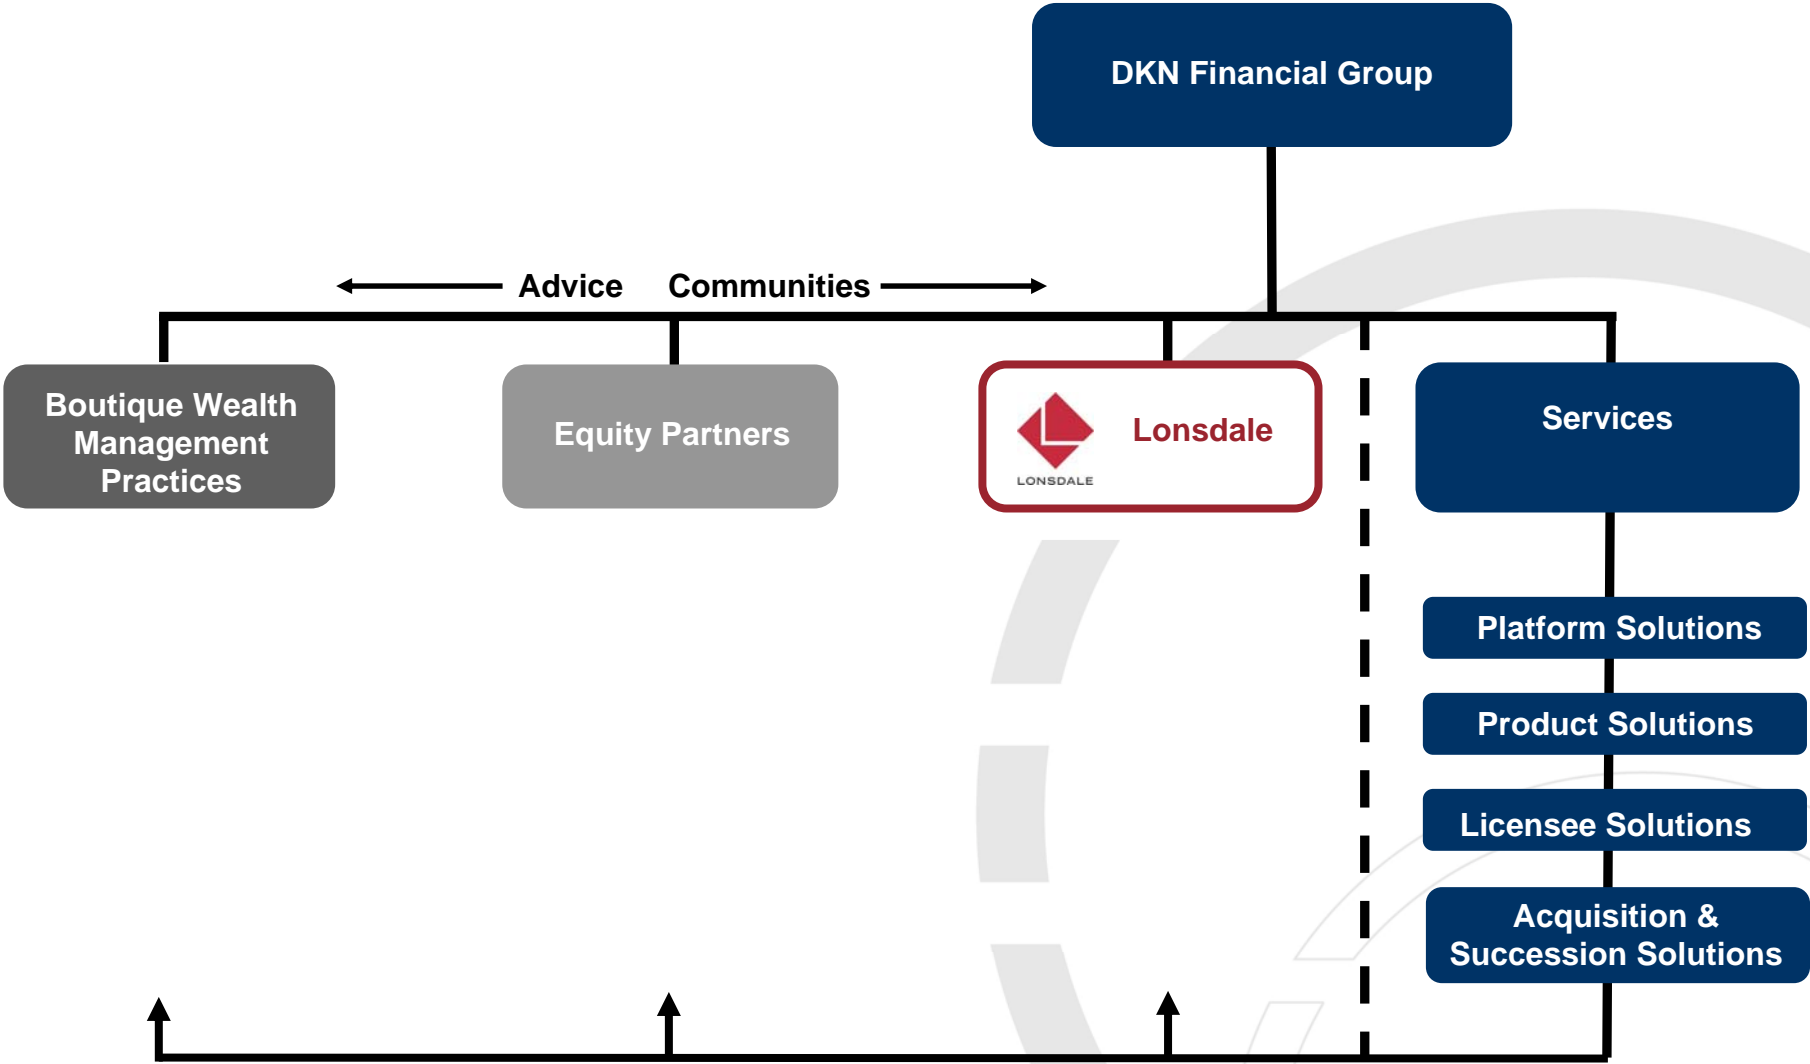 DKN Financial Group
Advice Communities
Boutique Wealth
Management
Practices
Equity Partners
LONSDALE
Lonsdale
Services
Platform Solutions
Product Solutions
Licensee Solutions
Acquisition &
Succession Solutions